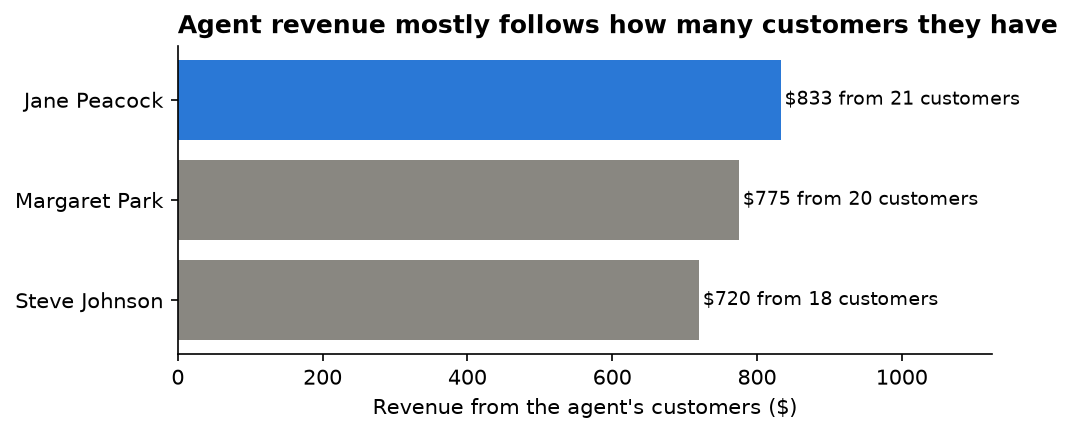 Agent revenue mostly follows how many customers they have
Jane Peacock
$833 from 21 customers
Margaret Park
$775 from 20 customers
Steve Johnson
$720 from 18 customers
0 200 400 600 800 1000
Revenue from the agent's customers ($)